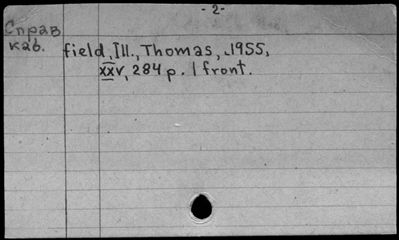 - 2 -
Справ
каб.
field, Ill., Thomas, 1955,
xxv, 284 p. 1 front.